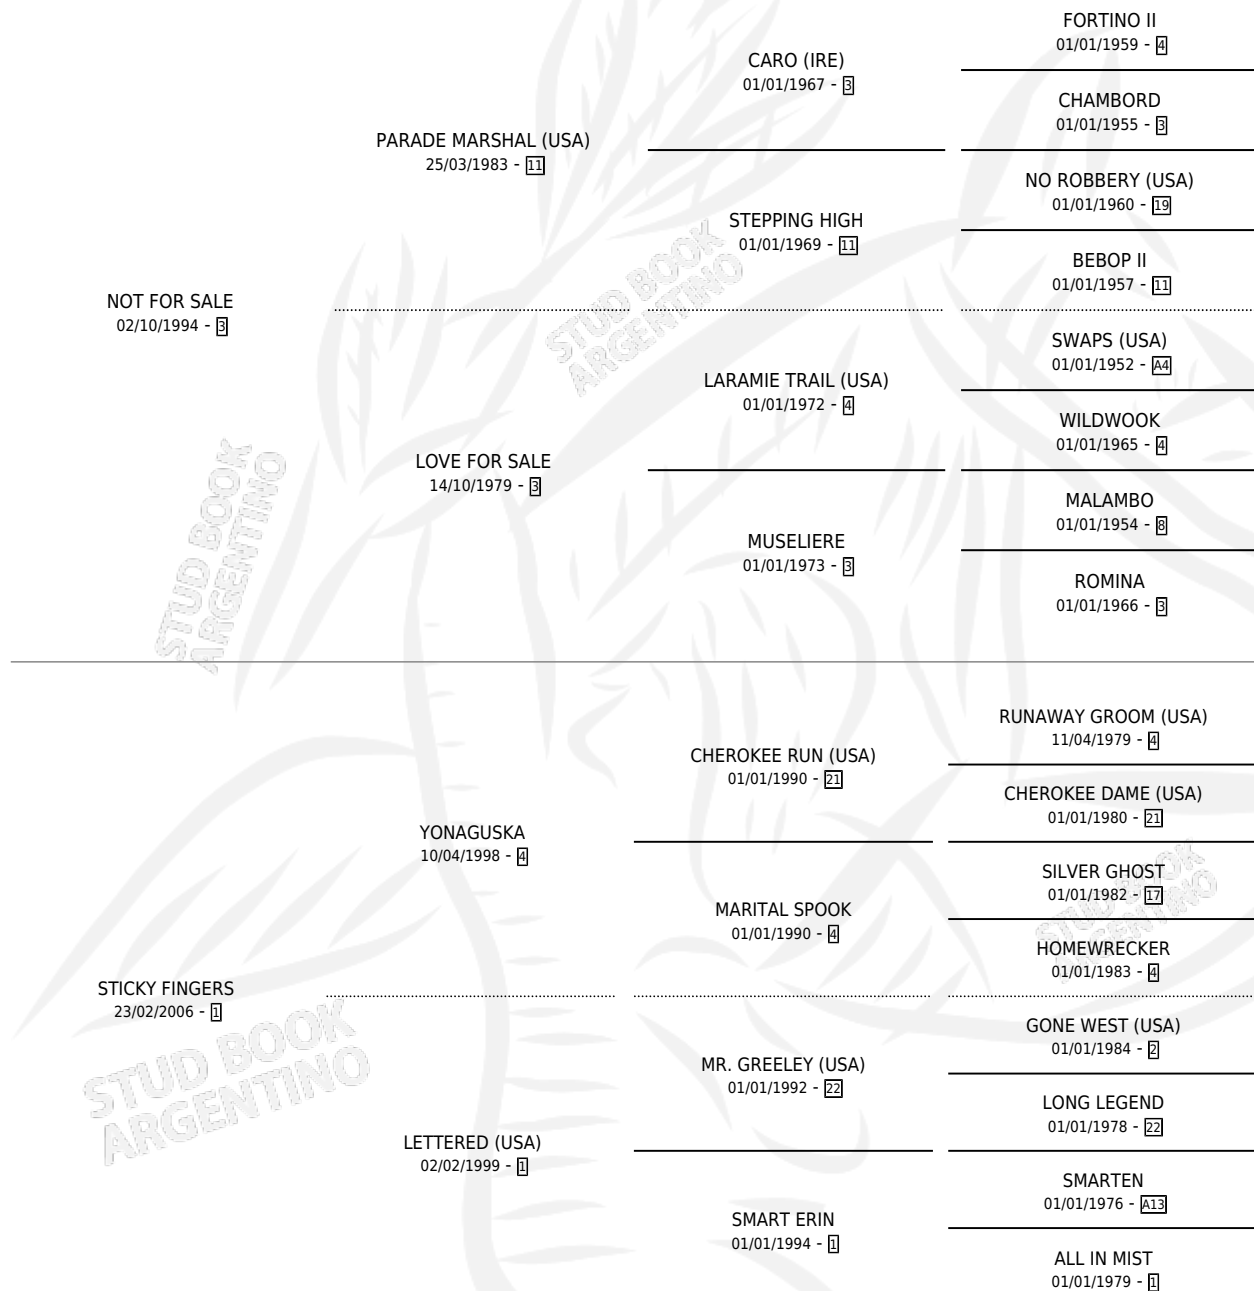 FORTINO II
01/01/1959 - 4
CARO (IRE)
01/01/1967 - 3
CHAMBORD
01/01/1955 - 3
PARADE MARSHAL (USA)
25/03/1983 - 11
NO ROBBERY (USA)
01/01/1960 - 19
STEPPING HIGH
01/01/1969 - 11
BEBOP II
01/01/1957 - 11
NOT FOR SALE
02/10/1994 - 3
SWAPS (USA)
01/01/1952 - A4
LARAMIE TRAIL (USA)
01/01/1972 - 4
WILDWOOK
01/01/1965 - 4
LOVE FOR SALE
14/10/1979 - 3
MALAMBO
01/01/1954 - 8
MUSELIERE
01/01/1973 - 3
ROMINA
01/01/1966 - 3
RUNAWAY GROOM (USA)
11/04/1979 - 4
CHEROKEE RUN (USA)
01/01/1990 - 21
CHEROKEE DAME (USA)
01/01/1980 - 21
YONAGUSKA
10/04/1998 - 4
SILVER GHOST
01/01/1982 - 17
MARITAL SPOOK
01/01/1990 - 4
HOMEWRECKER
01/01/1983 - 4
STICKY FINGERS
23/02/2006 - 1
GONE WEST (USA)
01/01/1984 - 2
MR. GREELEY (USA)
01/01/1992 - 22
LONG LEGEND
01/01/1978 - 22
LETTERED (USA)
02/02/1999 - 1
SMARTEN
01/01/1976 - A13
SMART ERIN
01/01/1994 - 1
ALL IN MIST
01/01/1979 - 1
STUD BOOK
ARGENTINO
STUD BOOK
ARGENTINO
STUD BOOK
ARGENTINO
STUD BOOK
ARGENTINO